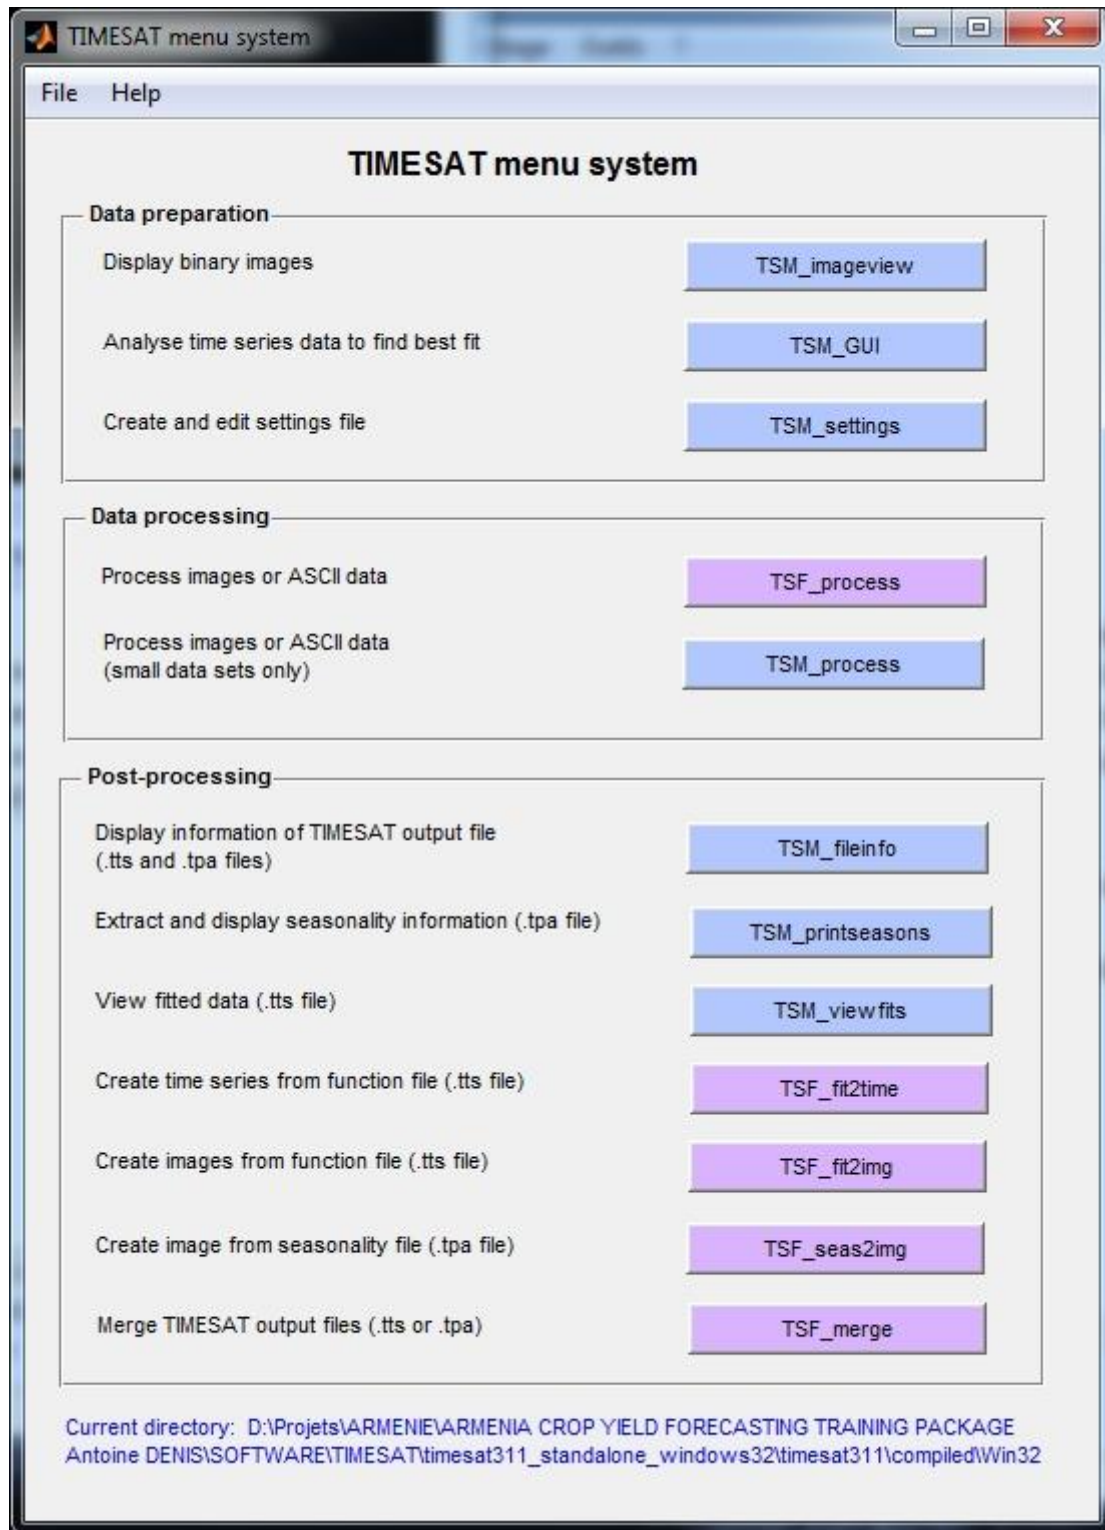 TIMESAT menu system
File Help
TIMESAT menu system
Data preparation
Display binary images TSM_imageview
Analyse time series data to find best fit TSM_GUI
Create and edit settings file TSM_settings
Data processing
Process images or ASCII data TSF_process
Process images or ASCII data
(small data sets only) TSM_process
Post-processing
Display information of TIMESAT output file
(.tts and .tpa files) TSM_fileinfo
Extract and display seasonality information (.tpa file) TSM_printseasons
View fitted data (.tts file) TSM_viewfits
Create time series from function file (.tts file) TSF_fit2time
Create images from function file (.tts file) TSF_fit2img
Create image from seasonality file (.tpa file) TSF_seas2img
Merge TIMESAT output files (.tts or .tpa) TSF_merge
Current directory: D:\Projets\ARMENIE\ARMENIA CROP YIELD FORECASTING TRAINING PACKAGE
Antoine DENIS\SOFTWARE\TIMESAT\timesat311_standalone_windows32\timesat311\compiled\Win32